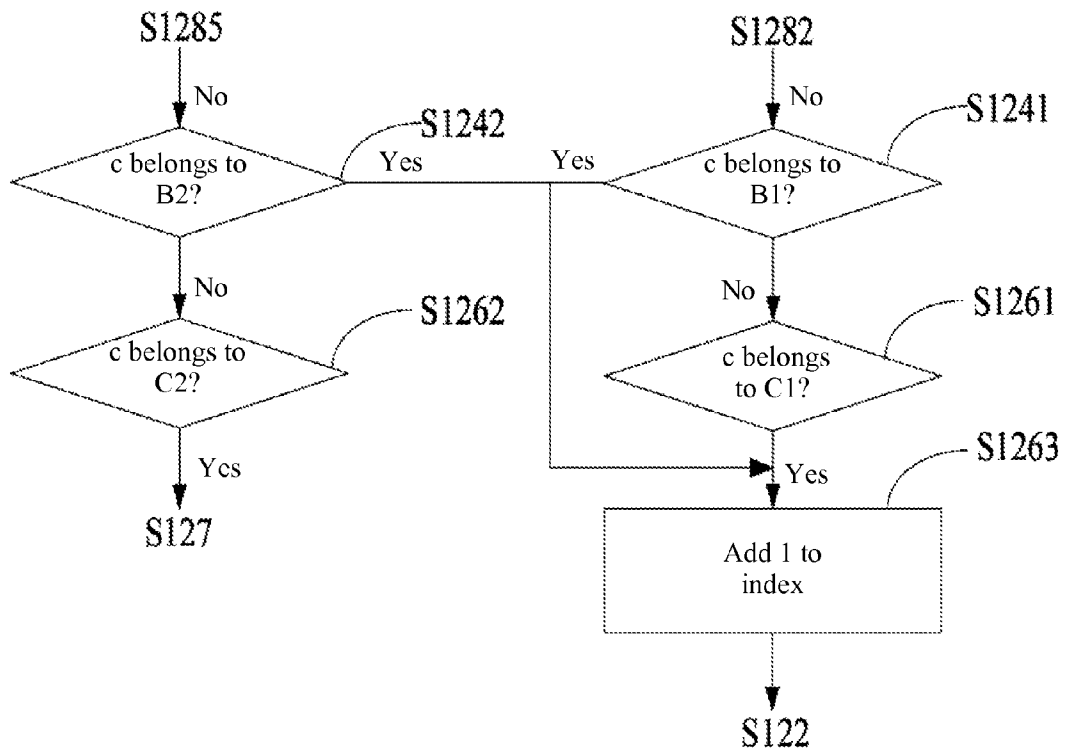 S1285
S1282
No
No
S1242
S1241
c belongs to
B2?
Yes
Yes
c belongs to
B1?
No
No
S1262
S1261
c belongs to
C2?
c belongs
to C1?
Yes
Yes
S1263
S127
Add 1 to
index
S122